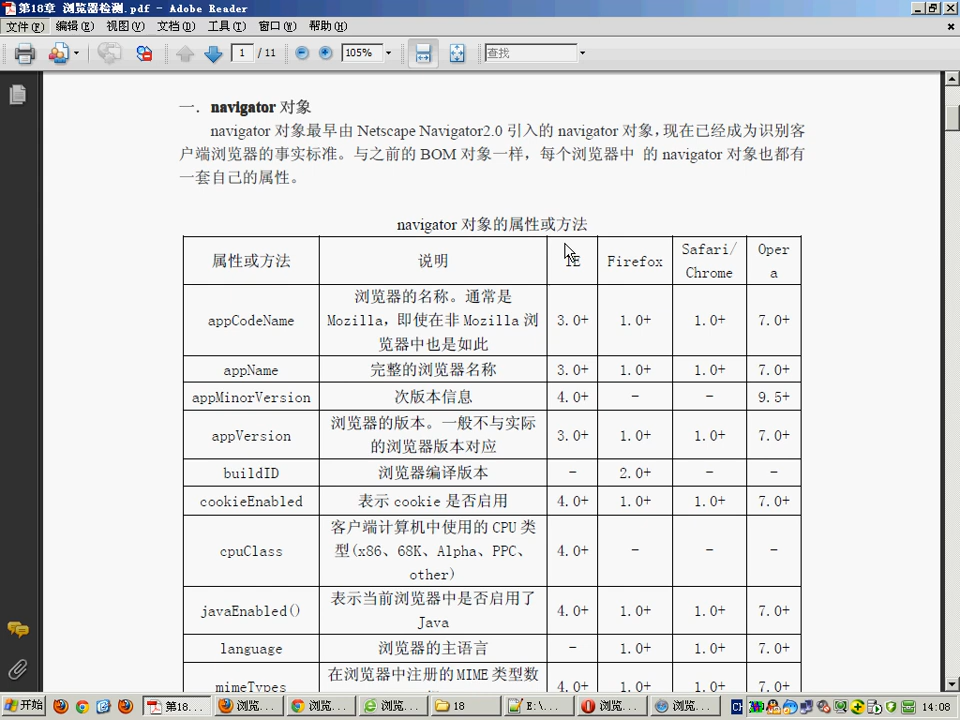 第18章 浏览器检测.pdf - Adobe Reader
文件(F) 编辑(E) 视图(V) 文档(D) 工具(T) 窗口(W) 帮助(H)
1 / 11 105% 查找
一．navigator 对象
navigator 对象最早由 Netscape Navigator2.0 引入的 navigator 对象，现在已经成为识别客
户端浏览器的事实标准。与之前的 BOM 对象一样，每个浏览器中 的 navigator 对象也都有
一套自己的属性。
navigator 对象的属性或方法
属性或方法 说明 IE Firefox Safari/ Oper
Chrome a
浏览器的名称。通常是
appCodeName Mozilla，即使在非 Mozilla 浏 3.0+ 1.0+ 1.0+ 7.0+
览器中也是如此
appName 完整的浏览器名称 3.0+ 1.0+ 1.0+ 7.0+
appMinorVersion 次版本信息 4.0+ - - 9.5+
浏览器的版本。一般不与实际
appVersion 3.0+ 1.0+ 1.0+ 7.0+
的浏览器版本对应
buildID 浏览器编译版本 - 2.0+ - -
cookieEnabled 表示 cookie 是否启用 4.0+ 1.0+ 1.0+ 7.0+
客户端计算机中使用的 CPU 类
cpuClass 型(x86、68K、Alpha、PPC、 4.0+ - - -
other)
表示当前浏览器中是否启用了
javaEnabled() 4.0+ 1.0+ 1.0+ 7.0+
Java
language 浏览器的主语言 - 1.0+ 1.0+ 7.0+
在浏览器中注册的 MIME 类型数
mimeTypes 4.0+ 1.0+ 1.0+ 7.0+
开始 第18... 浏览... 浏览... 浏览... 18 E:\... 浏览... 浏览... CH 14:08